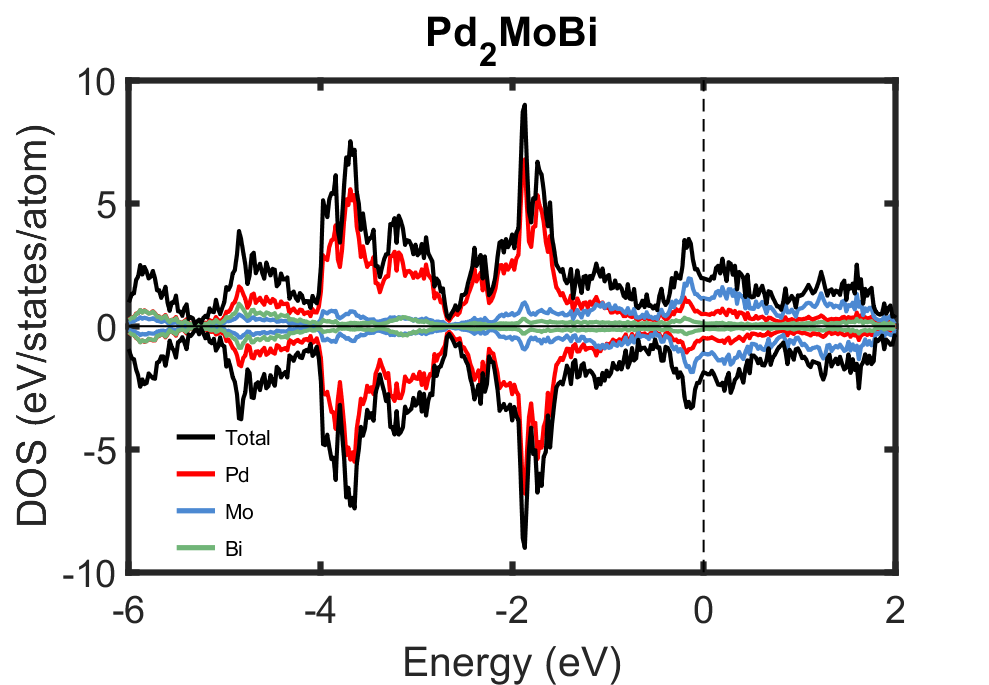 Pd2MoBi
10
5
0
-5
-10
DOS (eV/states/atom)
Total
Pd
Mo
Bi
-6 -4 -2 0 2
Energy (eV)